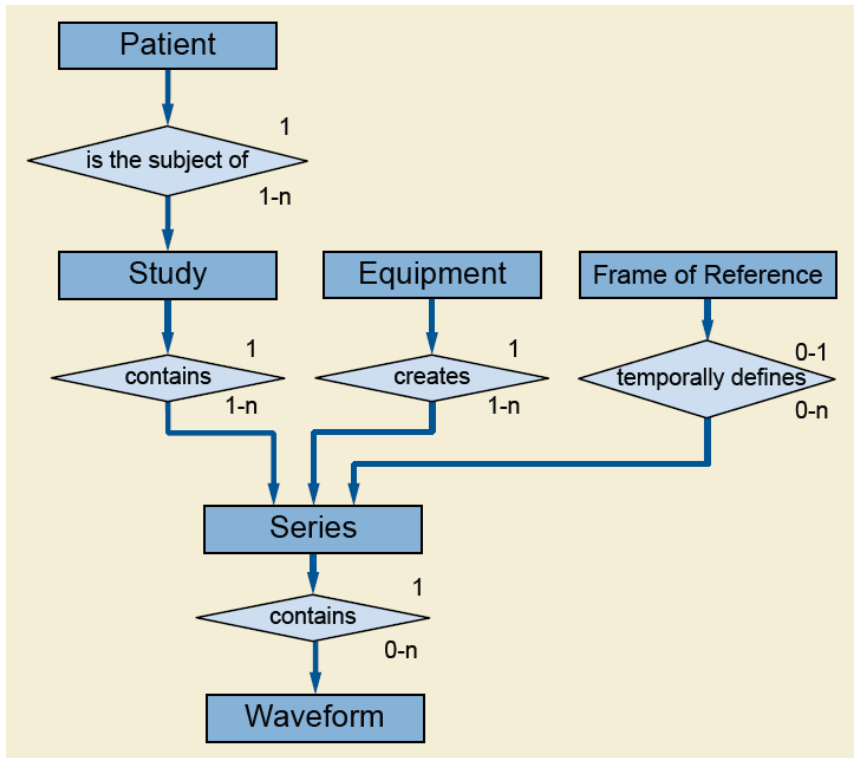 Patient
1
is the subject of
1-n
Study
Equipment
Frame of Reference
1
contains
1-n
1
creates
1-n
0-1
temporally defines
0-n
Series
1
contains
0-n
Waveform